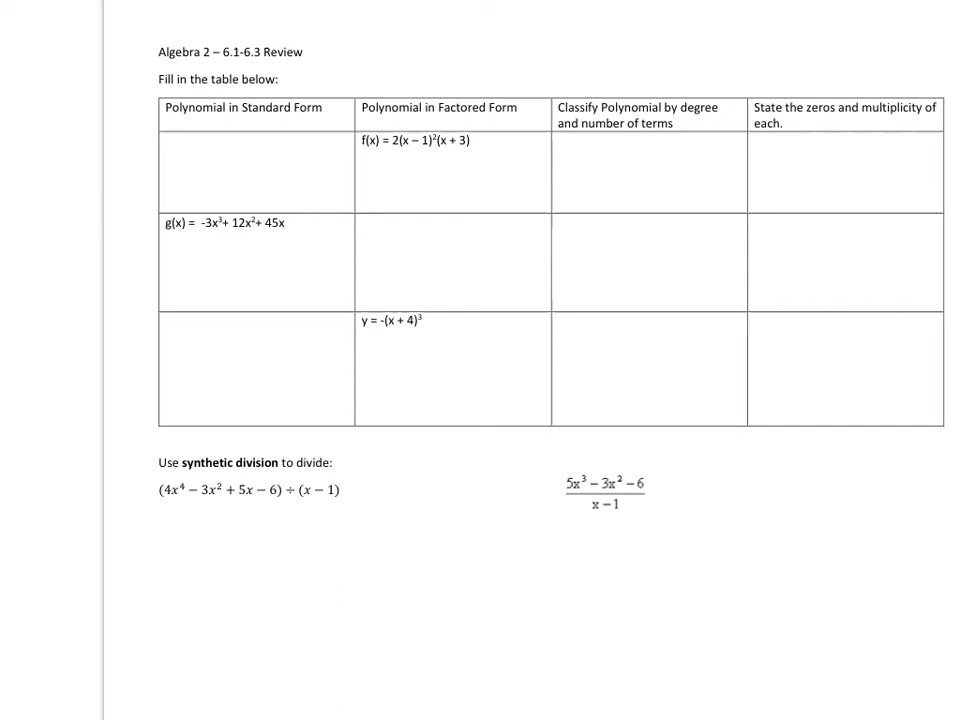 Algebra 2 – 6.1-6.3 Review
Fill in the table below:
Polynomial in Standard Form
Polynomial in Factored Form
Classify Polynomial by degree
and number of terms
State the zeros and multiplicity of
each.
f(x) = 2(x – 1)²(x + 3)
g(x) = -3x³+ 12x²+ 45x
y = -(x + 4)³
Use synthetic division to divide:
(4x⁴ − 3x² + 5x − 6) ÷ (x − 1)
5x³ – 3x² – 6
x – 1